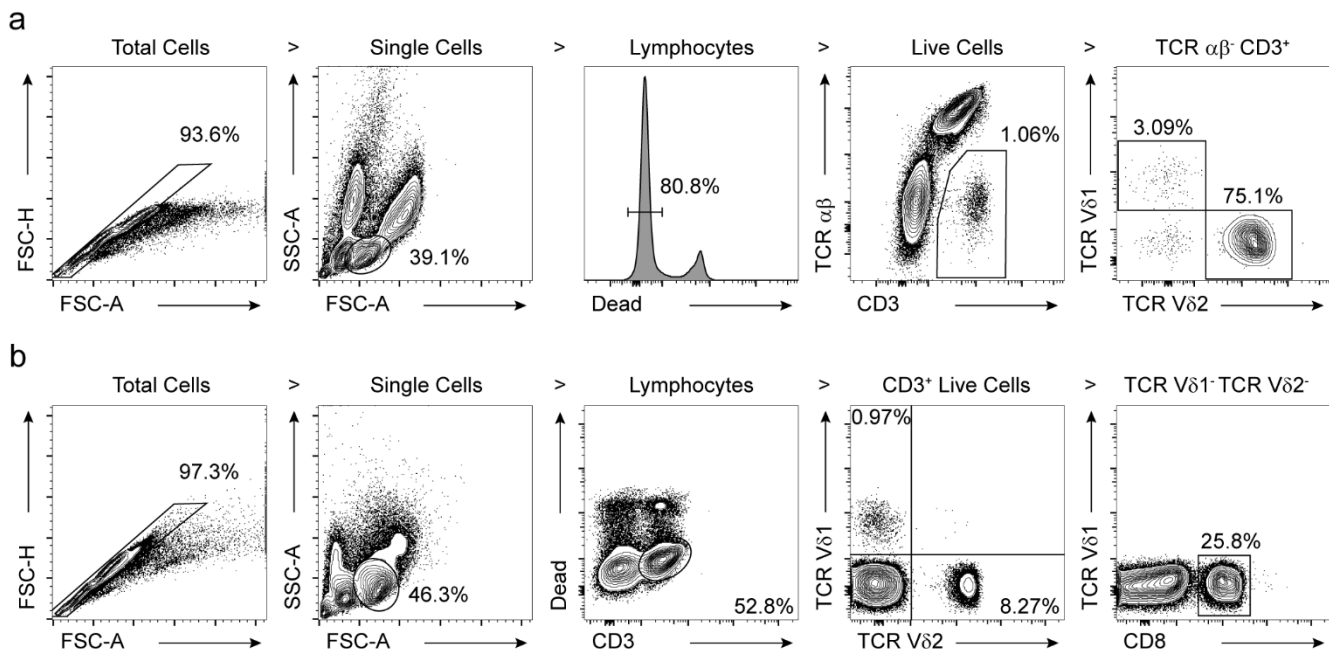 a
Total Cells > Single Cells > Lymphocytes > Live Cells > TCR αβ⁻ CD3⁺
93.6%
FSC-H
FSC-A
39.1%
SSC-A
FSC-A
80.8%
Dead
1.06%
TCR αβ
CD3
3.09%
75.1%
TCR Vδ1
TCR Vδ2
b
Total Cells > Single Cells > Lymphocytes > CD3⁺ Live Cells > TCR Vδ1⁻ TCR Vδ2⁻
97.3%
FSC-H
FSC-A
46.3%
SSC-A
FSC-A
52.8%
Dead
CD3
0.97%
8.27%
TCR Vδ1
TCR Vδ2
25.8%
TCR Vδ1
CD8